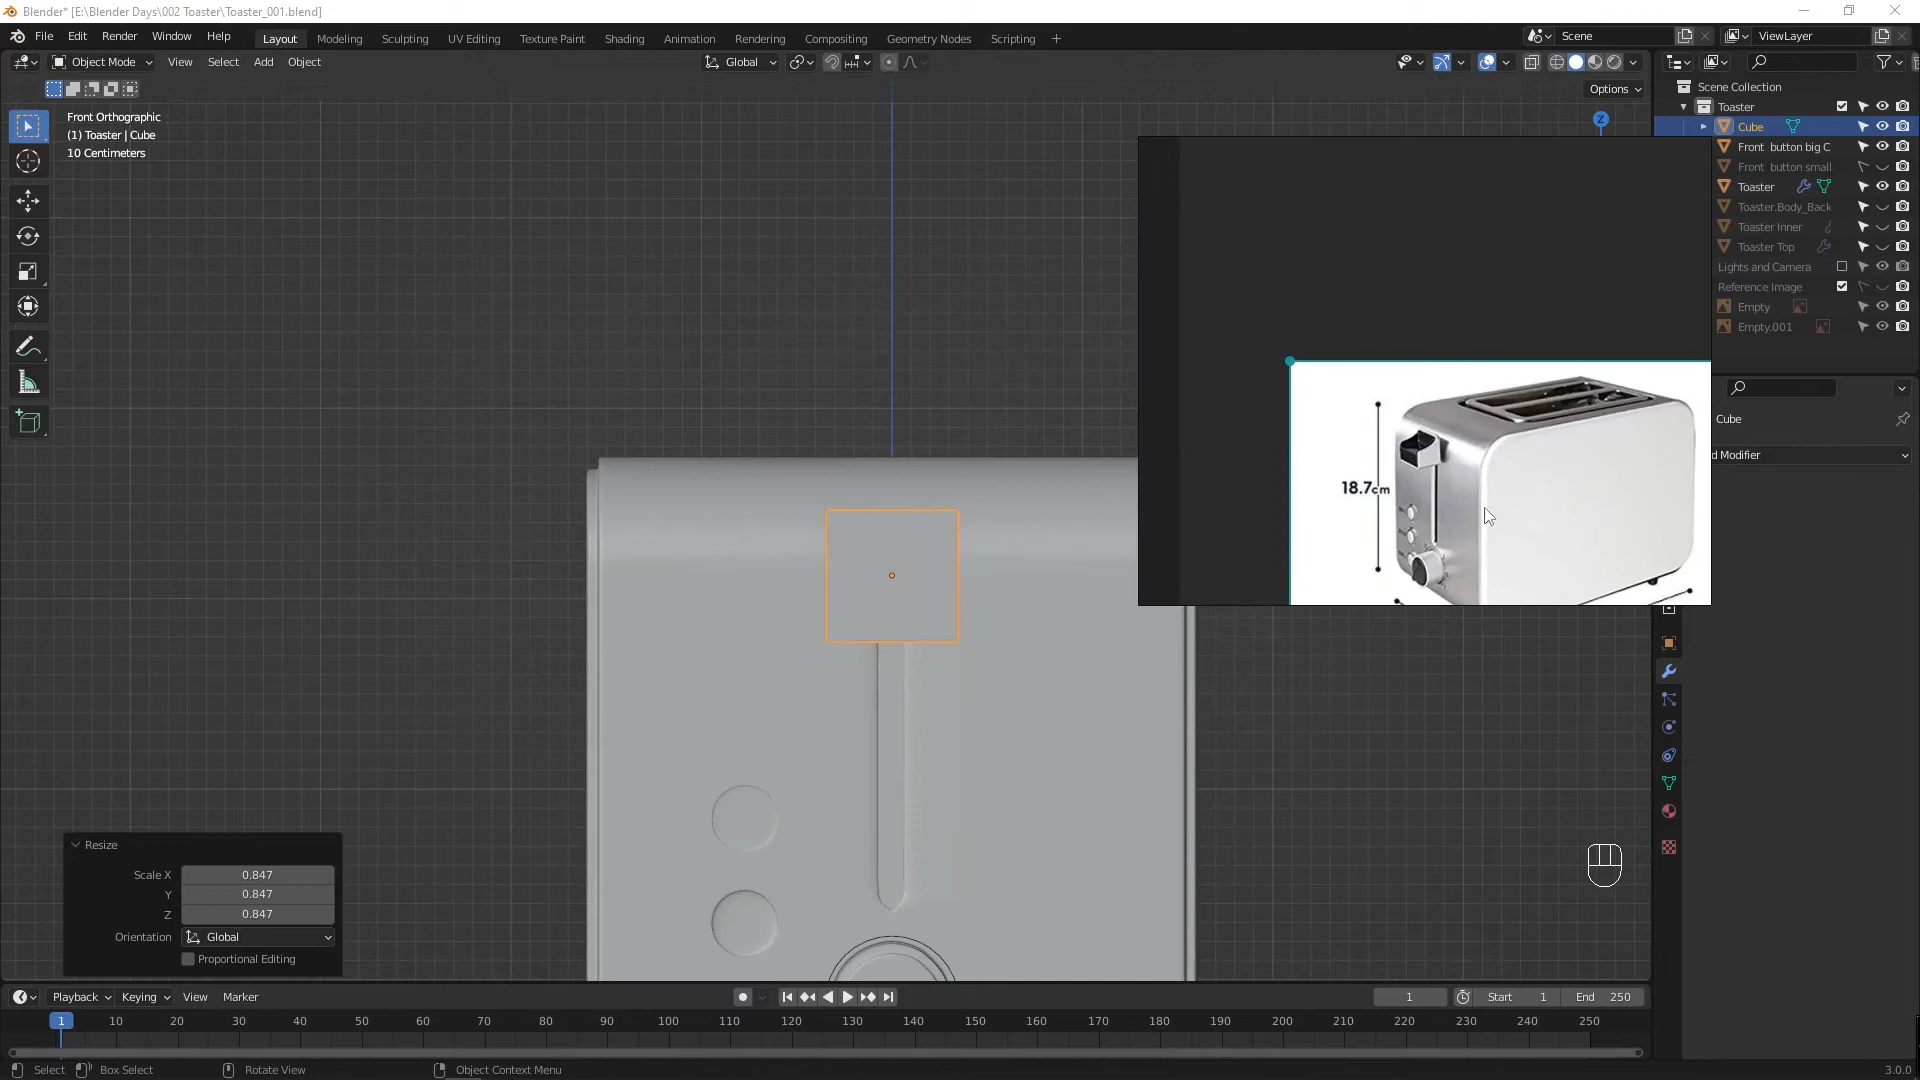 Blender* [E:\Blender Days\002 Toaster\Toaster_001.blend]
File Edit Render Window Help
Layout Modeling Sculpting UV Editing Texture Paint Shading Animation Rendering Compositing Geometry Nodes Scripting +
Scene
ViewLayer
Object Mode View Select Add Object
Global
Options
Front Orthographic
(1) Toaster | Cube
10 Centimeters
Z
Scene Collection
Toaster
Cube
Front button big C
Front button small
Toaster
Toaster.Body_Back
Toaster Inner
Toaster Top
Lights and Camera
Reference Image
Empty
Empty.001
Cube
d Modifier
18.7cm
Resize
Scale X 0.847
Y 0.847
Z 0.847
Orientation Global
Proportional Editing
Playback Keying View Marker
1
Start 1
End 250
1 10 20 30 40 50 60 70 80 90 100 110 120 130 140 150 160 170 180 190 200 210 220 230 240 250
Select Box Select Rotate View Object Context Menu
3.0.0